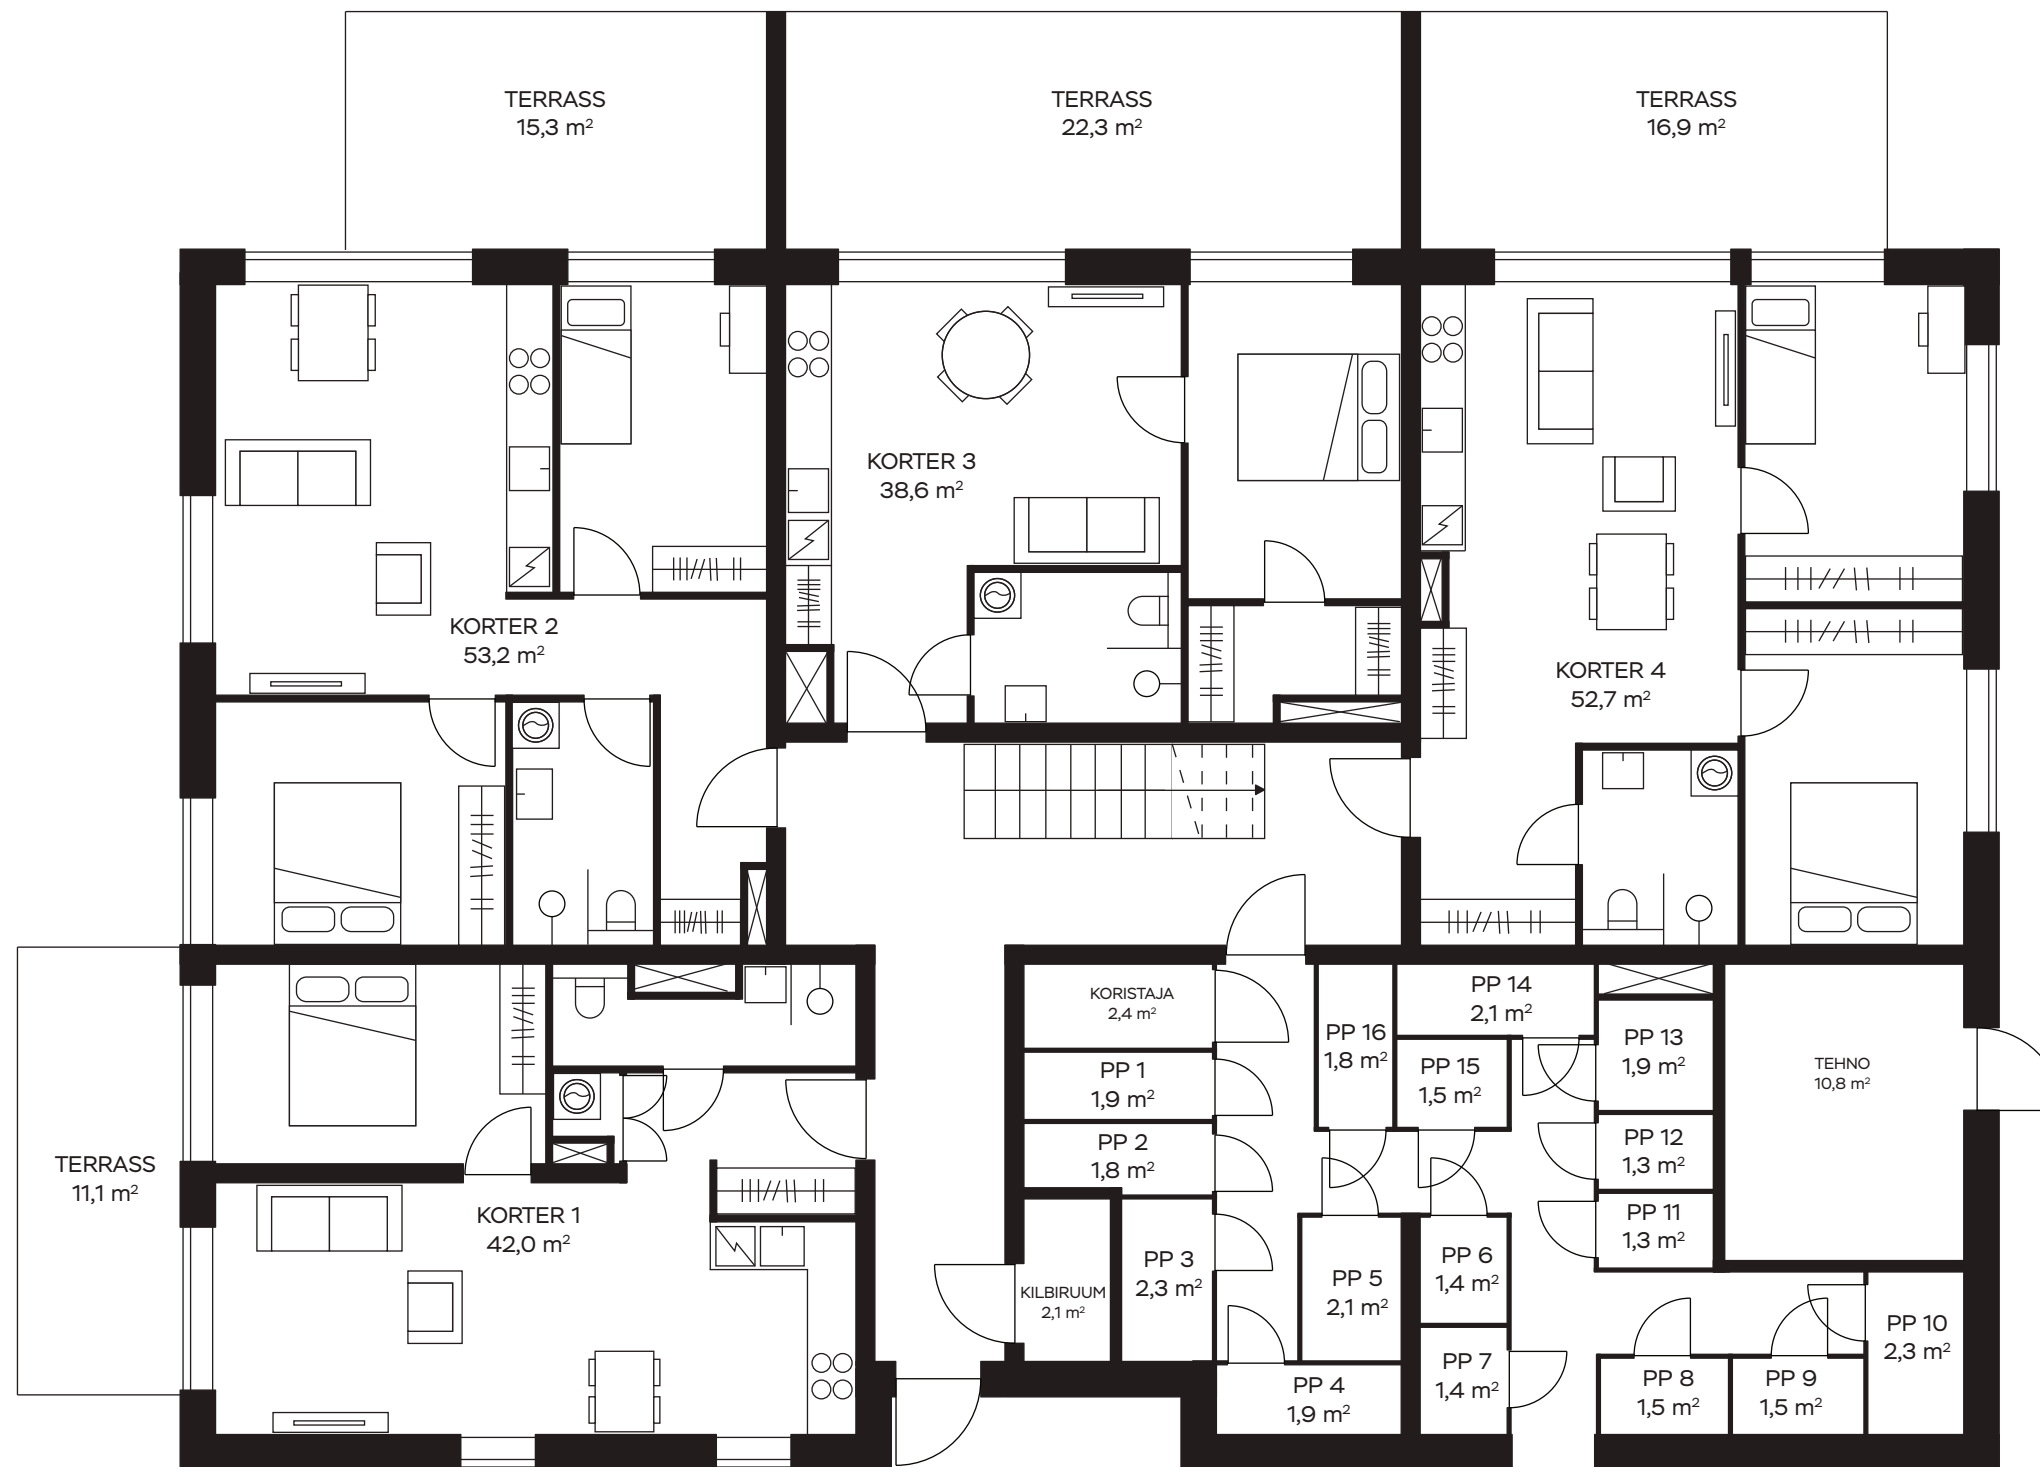 TERRASS
15,3 m²
TERRASS
22,3 m²
TERRASS
16,9 m²
KORTER 3
38,6 m²
KORTER 2
53,2 m²
KORTER 4
52,7 m²
KORISTAJA
2,4 m²
PP 14
2,1 m²
PP 16
1,8 m²
PP 13
1,9 m²
PP 1
1,9 m²
PP 15
1,5 m²
TEHNO
10,8 m²
PP 2
1,8 m²
PP 12
1,3 m²
TERRASS
11,1 m²
KORTER 1
42,0 m²
PP 11
1,3 m²
PP 3
2,3 m²
PP 6
1,4 m²
PP 5
2,1 m²
KILBIRUUM
2,1 m²
PP 10
2,3 m²
PP 7
1,4 m²
PP 4
1,9 m²
PP 8
1,5 m²
PP 9
1,5 m²